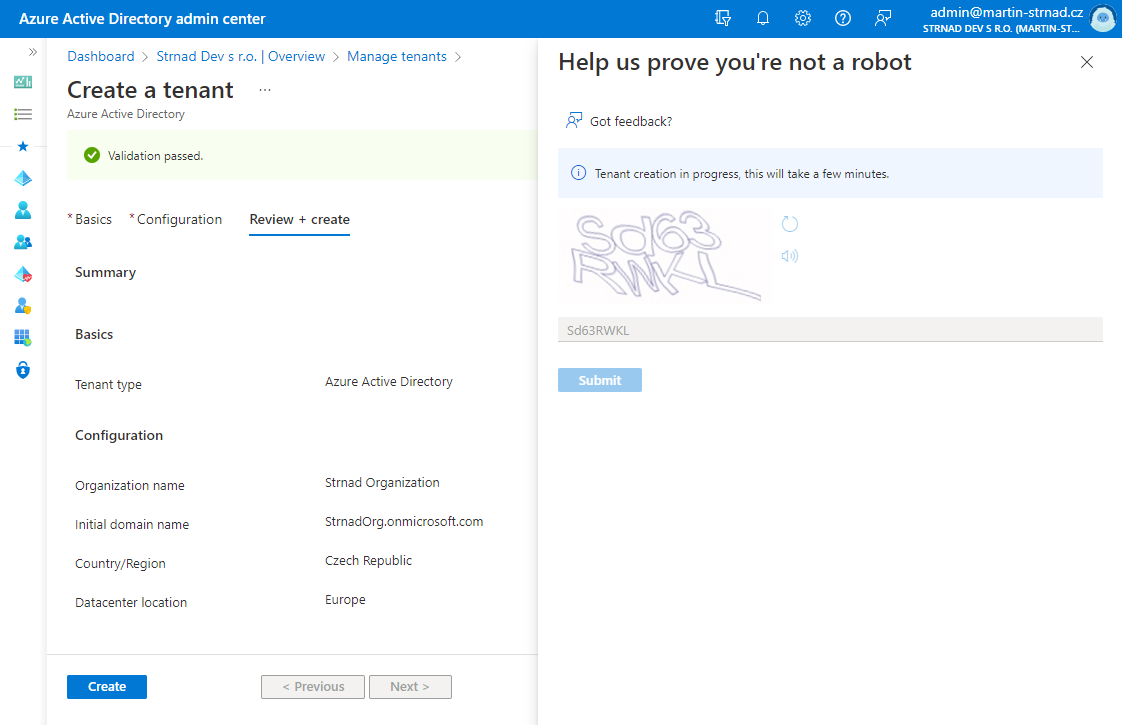 Azure Active Directory admin center
admin@martin-strnad.cz
STRNAD DEV S R.O. (MARTIN-ST...
Dashboard > Strnad Dev s r.o. | Overview > Manage tenants >
Create a tenant ...
Azure Active Directory
Validation passed.
* Basics * Configuration Review + create
Summary
Basics
Tenant type Azure Active Directory
Configuration
Organization name Strnad Organization
Initial domain name StrnadOrg.onmicrosoft.com
Country/Region Czech Republic
Datacenter location Europe
Create < Previous Next >
Help us prove you're not a robot
Got feedback?
Tenant creation in progress, this will take a few minutes.
Sd63
RWKL
Sd63RWKL
Submit